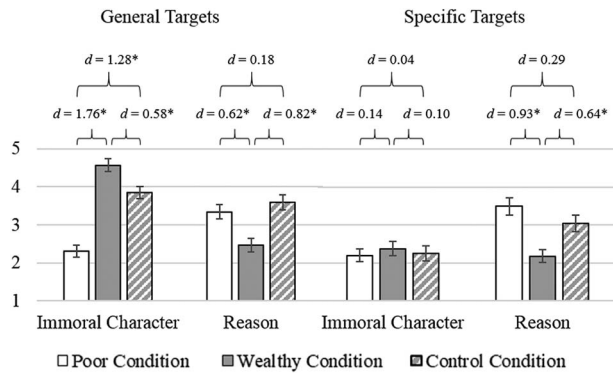 General Targets Specific Targets
d = 1.28* d = 0.18 d = 0.04 d = 0.29
d = 1.76* d = 0.58* d = 0.62* d = 0.82* d = 0.14 d = 0.10 d = 0.93* d = 0.64*
5
4
3
2
1
Immoral Character Reason Immoral Character Reason
Poor Condition Wealthy Condition Control Condition